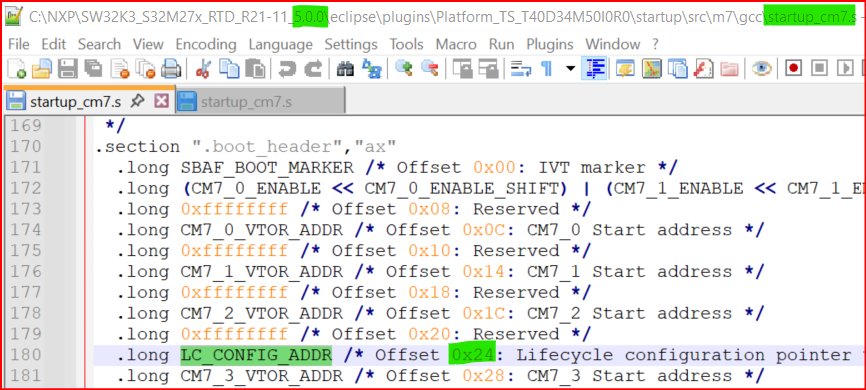 C:\NXP\SW32K3_S32M27x_RTD_R21-11_5.0.0\eclipse\plugins\Platform_TS_T40D34M50I0R0\startup\src\m7\gcc\startup_cm7.s -
File Edit Search View Encoding Language Settings Tools Macro Run Plugins Window ?
startup_cm7.s startup_cm7.s
169 */
170 .section ".boot_header","ax"
171 .long SBAF_BOOT_MARKER /* Offset 0x00: IVT marker */
172 .long (CM7_0_ENABLE << CM7_0_ENABLE_SHIFT) | (CM7_1_ENABLE << CM7_1_E
173 .long 0xffffffff /* Offset 0x08: Reserved */
174 .long CM7_0_VTOR_ADDR /* Offset 0x0C: CM7_0 Start address */
175 .long 0xffffffff /* Offset 0x10: Reserved */
176 .long CM7_1_VTOR_ADDR /* Offset 0x14: CM7_1 Start address */
177 .long 0xffffffff /* Offset 0x18: Reserved */
178 .long CM7_2_VTOR_ADDR /* Offset 0x1C: CM7_2 Start address */
179 .long 0xffffffff /* Offset 0x20: Reserved */
180 .long LC_CONFIG_ADDR /* Offset 0x24: Lifecycle configuration pointer
181 .long CM7_3_VTOR_ADDR /* Offset 0x28: CM7_3 Start address */